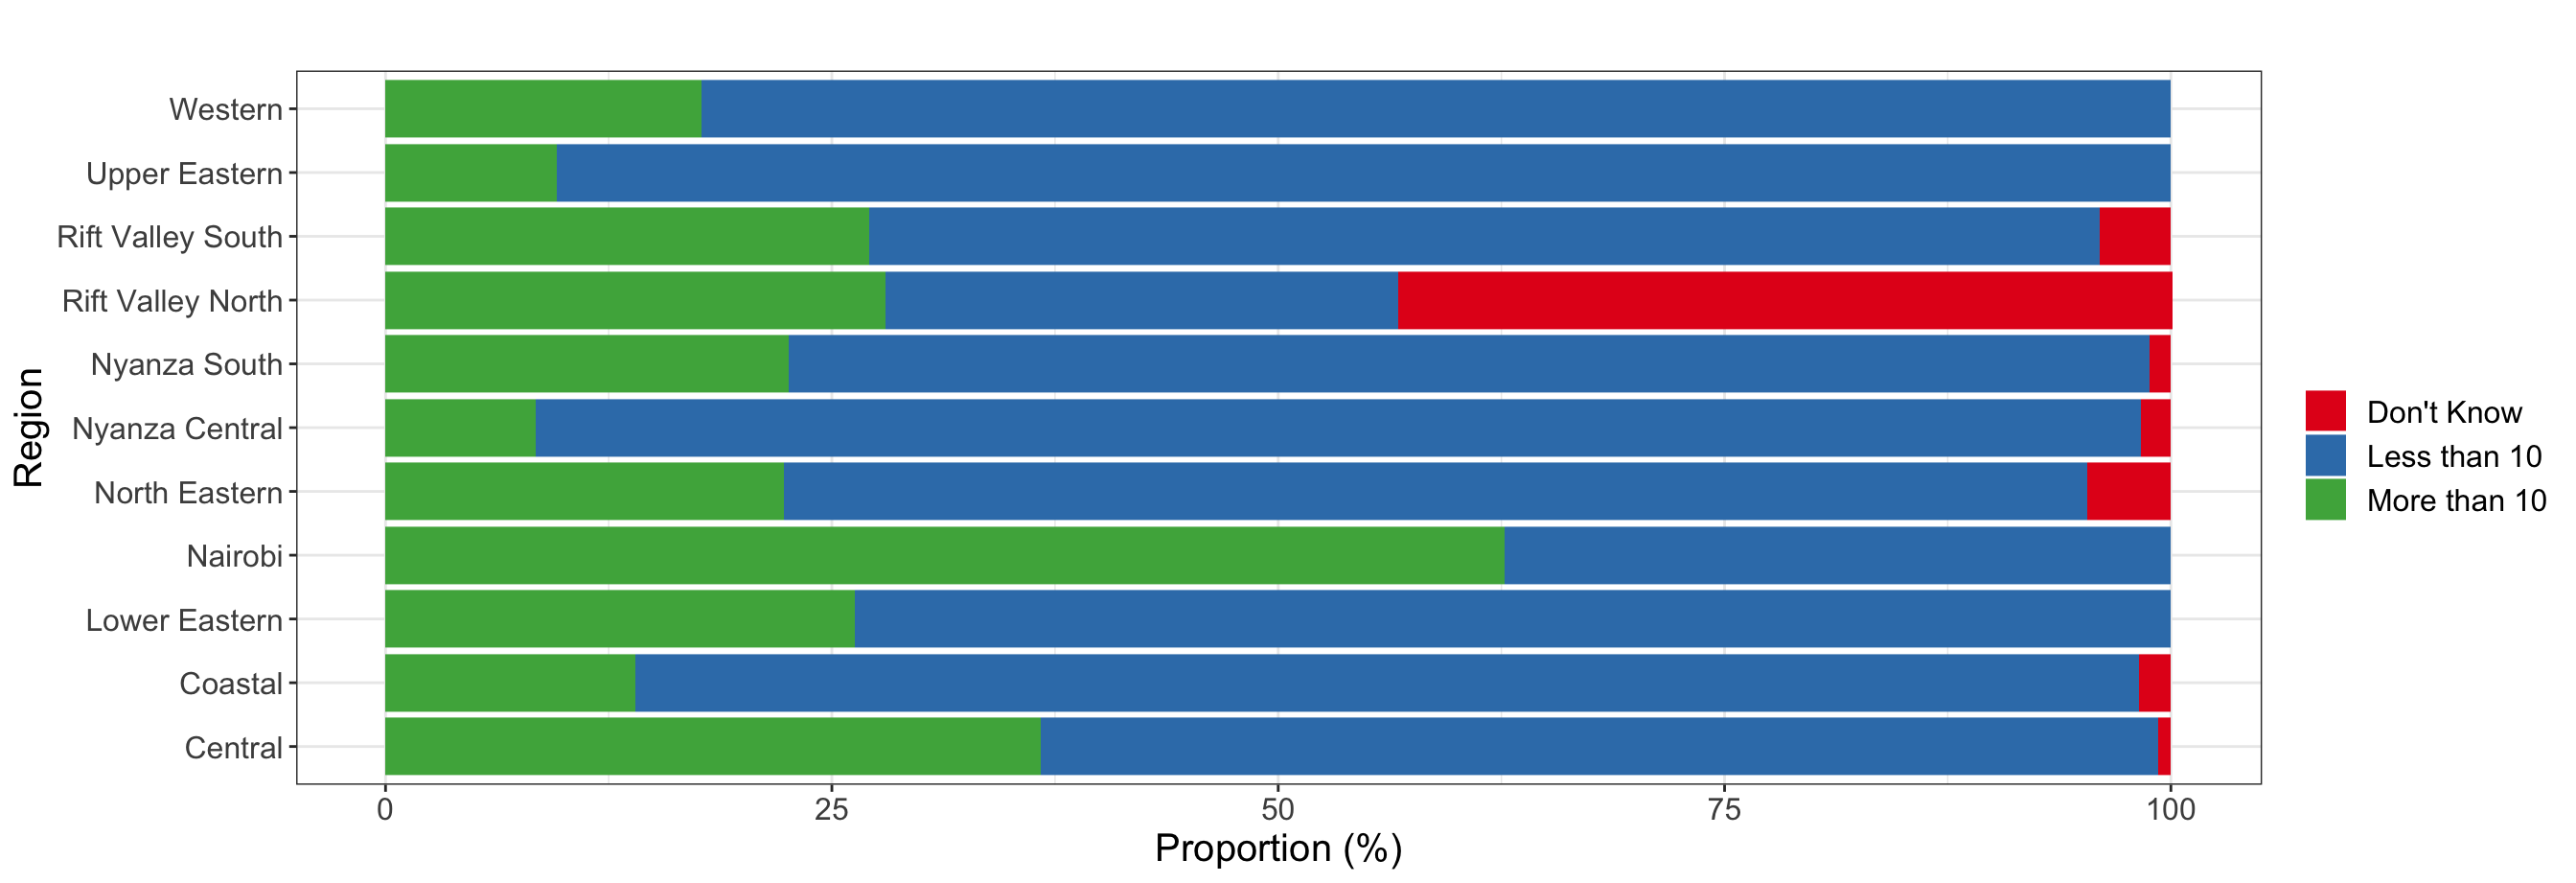 Region
Western
Upper Eastern
Rift Valley South
Rift Valley North
Nyanza South
Nyanza Central
North Eastern
Nairobi
Lower Eastern
Coastal
Central
0 25 50 75 100
Proportion (%)
Don't Know
Less than 10
More than 10